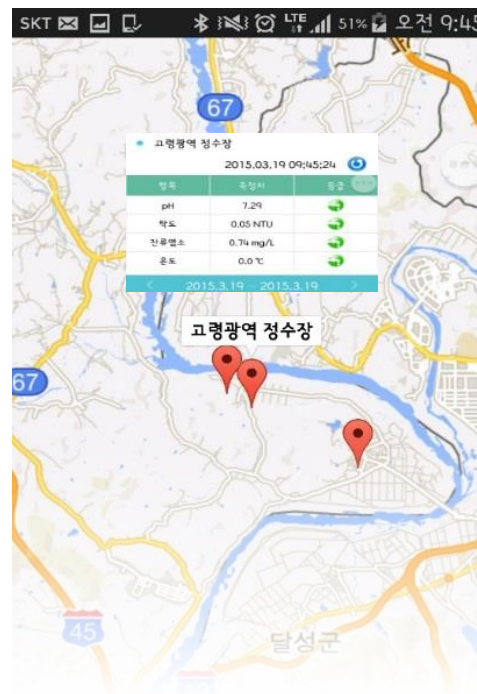 SKT LTE 51% 오전 9:45
67
고령광역 정수장
2015.03.19 09:45:24
항목 측정치 등급
pH 7.29
탁도 0.05 NTU
잔류염소 0.74 mg/L
온도 0.0 ℃
< 2015.3.19 - 2015.3.19 >
고령광역 정수장
67
45
달성군